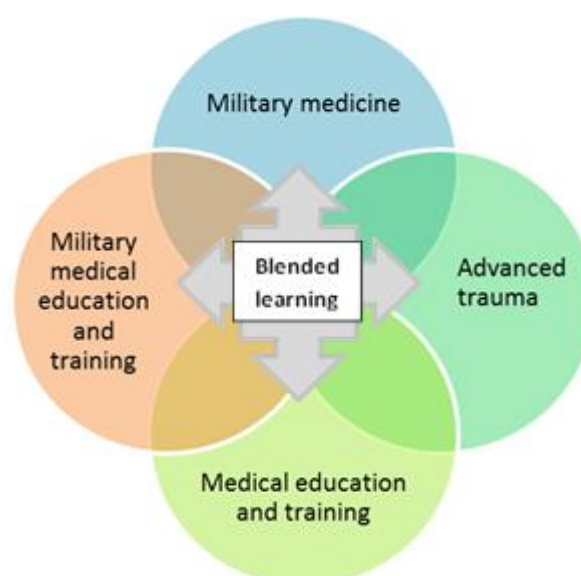 Military medicine
Military
medical
education
and
training
Blended
learning
Advanced
trauma
Medical education
and training